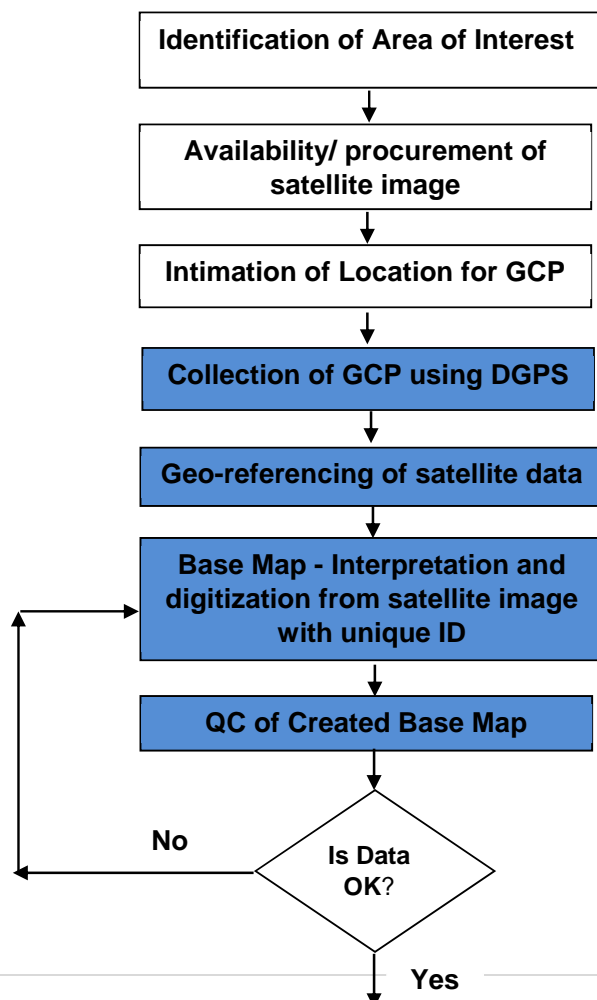 Identification of Area of Interest
Availability/ procurement of
satellite image
Intimation of Location for GCP
Collection of GCP using DGPS
Geo-referencing of satellite data
Base Map - Interpretation and
digitization from satellite image
with unique ID
QC of Created Base Map
No
Is Data
OK?
Yes